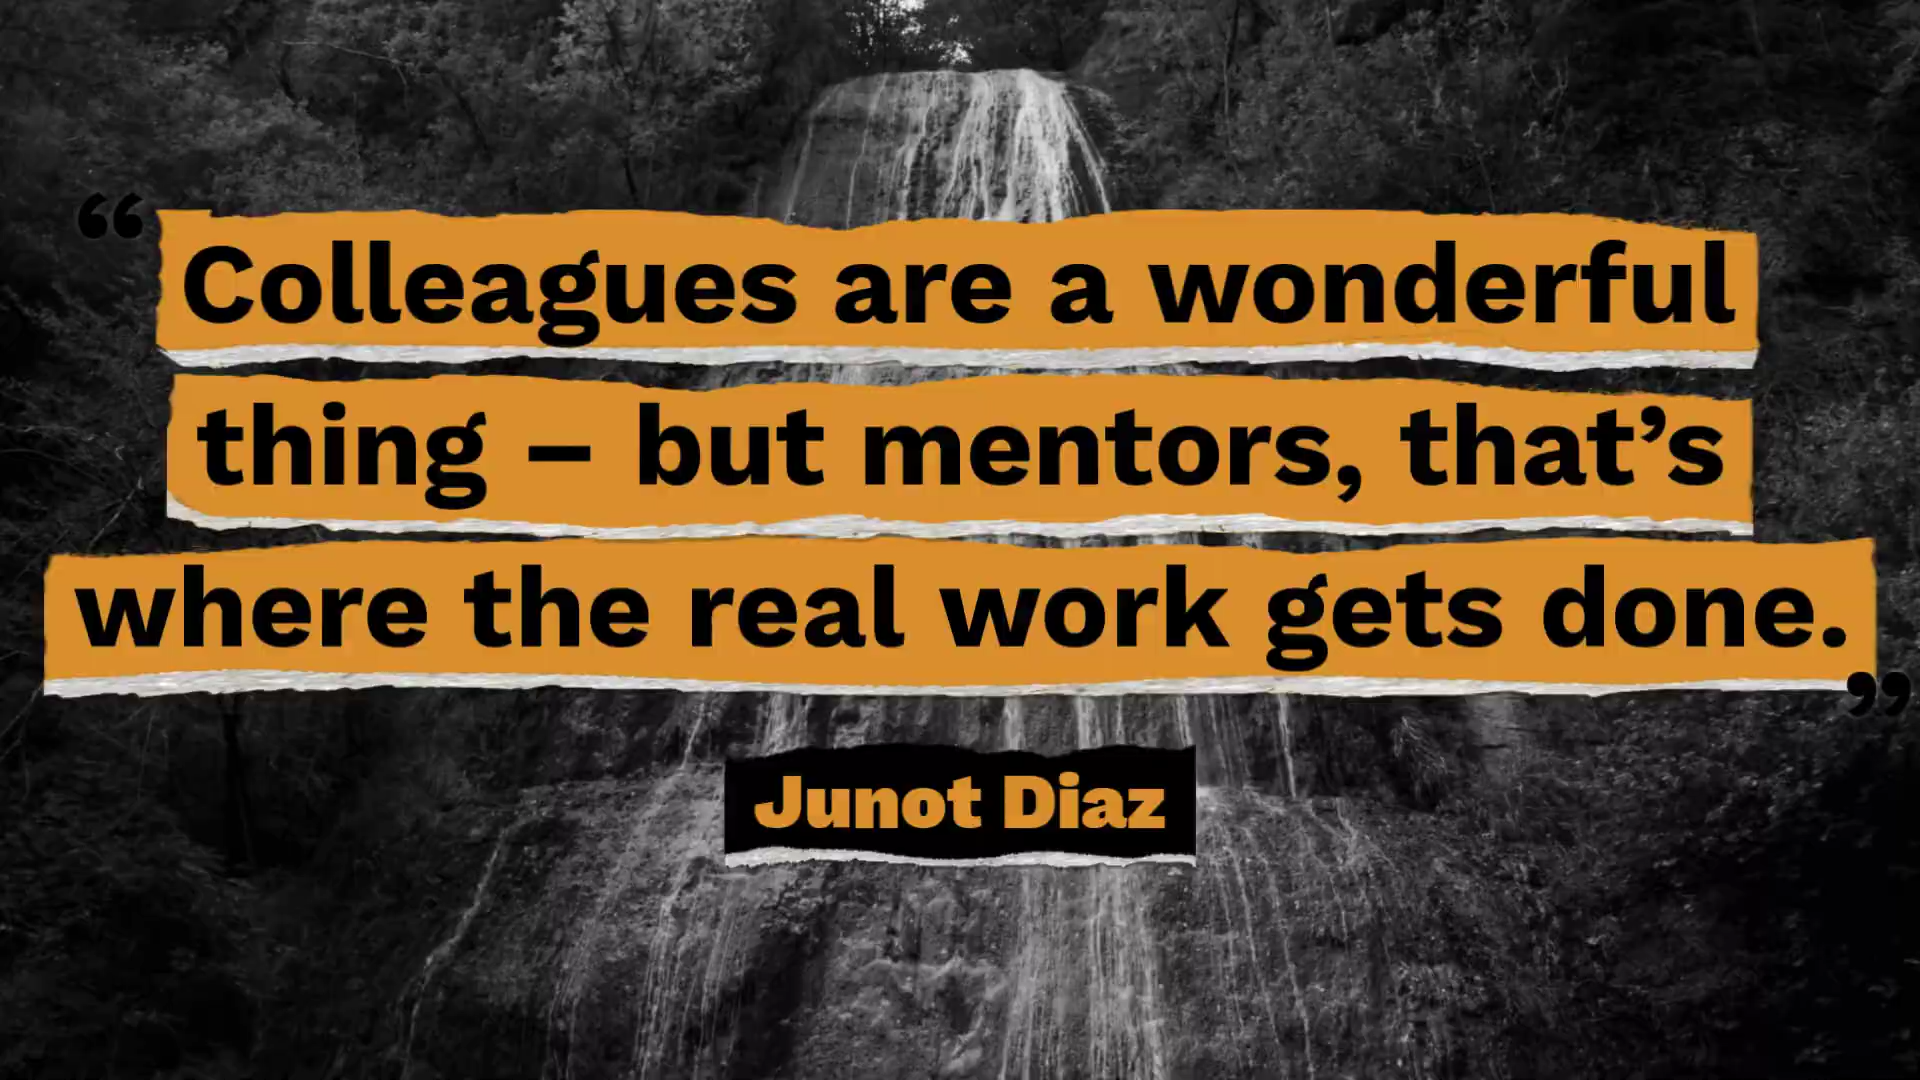 “Colleagues are a wonderful
thing – but mentors, that’s
where the real work gets done.”
Junot Diaz